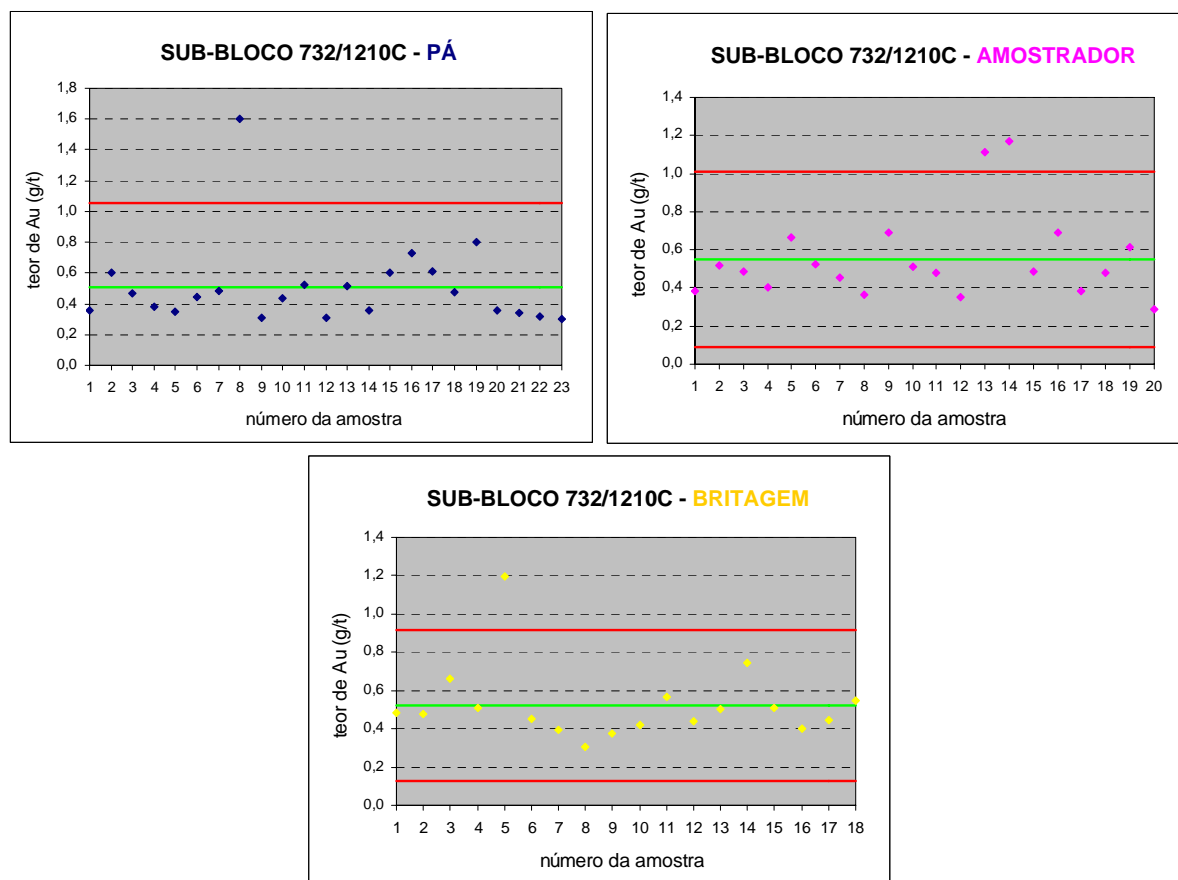 SUB-BLOCO 732/1210C - PÁ
1,8
1,6
1,4
1,2
1,0
0,8
0,6
0,4
0,2
0,0
teor de Au (g/t)
1 2 3 4 5 6 7 8 9 10 11 12 13 14 15 16 17 18 19 20 21 22 23
número da amostra
SUB-BLOCO 732/1210C - AMOSTRADOR
1,4
1,2
1,0
0,8
0,6
0,4
0,2
0,0
teor de Au (g/t)
1 2 3 4 5 6 7 8 9 10 11 12 13 14 15 16 17 18 19 20
número da amostra
SUB-BLOCO 732/1210C - BRITAGEM
1,4
1,2
1,0
0,8
0,6
0,4
0,2
0,0
teor de Au (g/t)
1 2 3 4 5 6 7 8 9 10 11 12 13 14 15 16 17 18
número da amostra